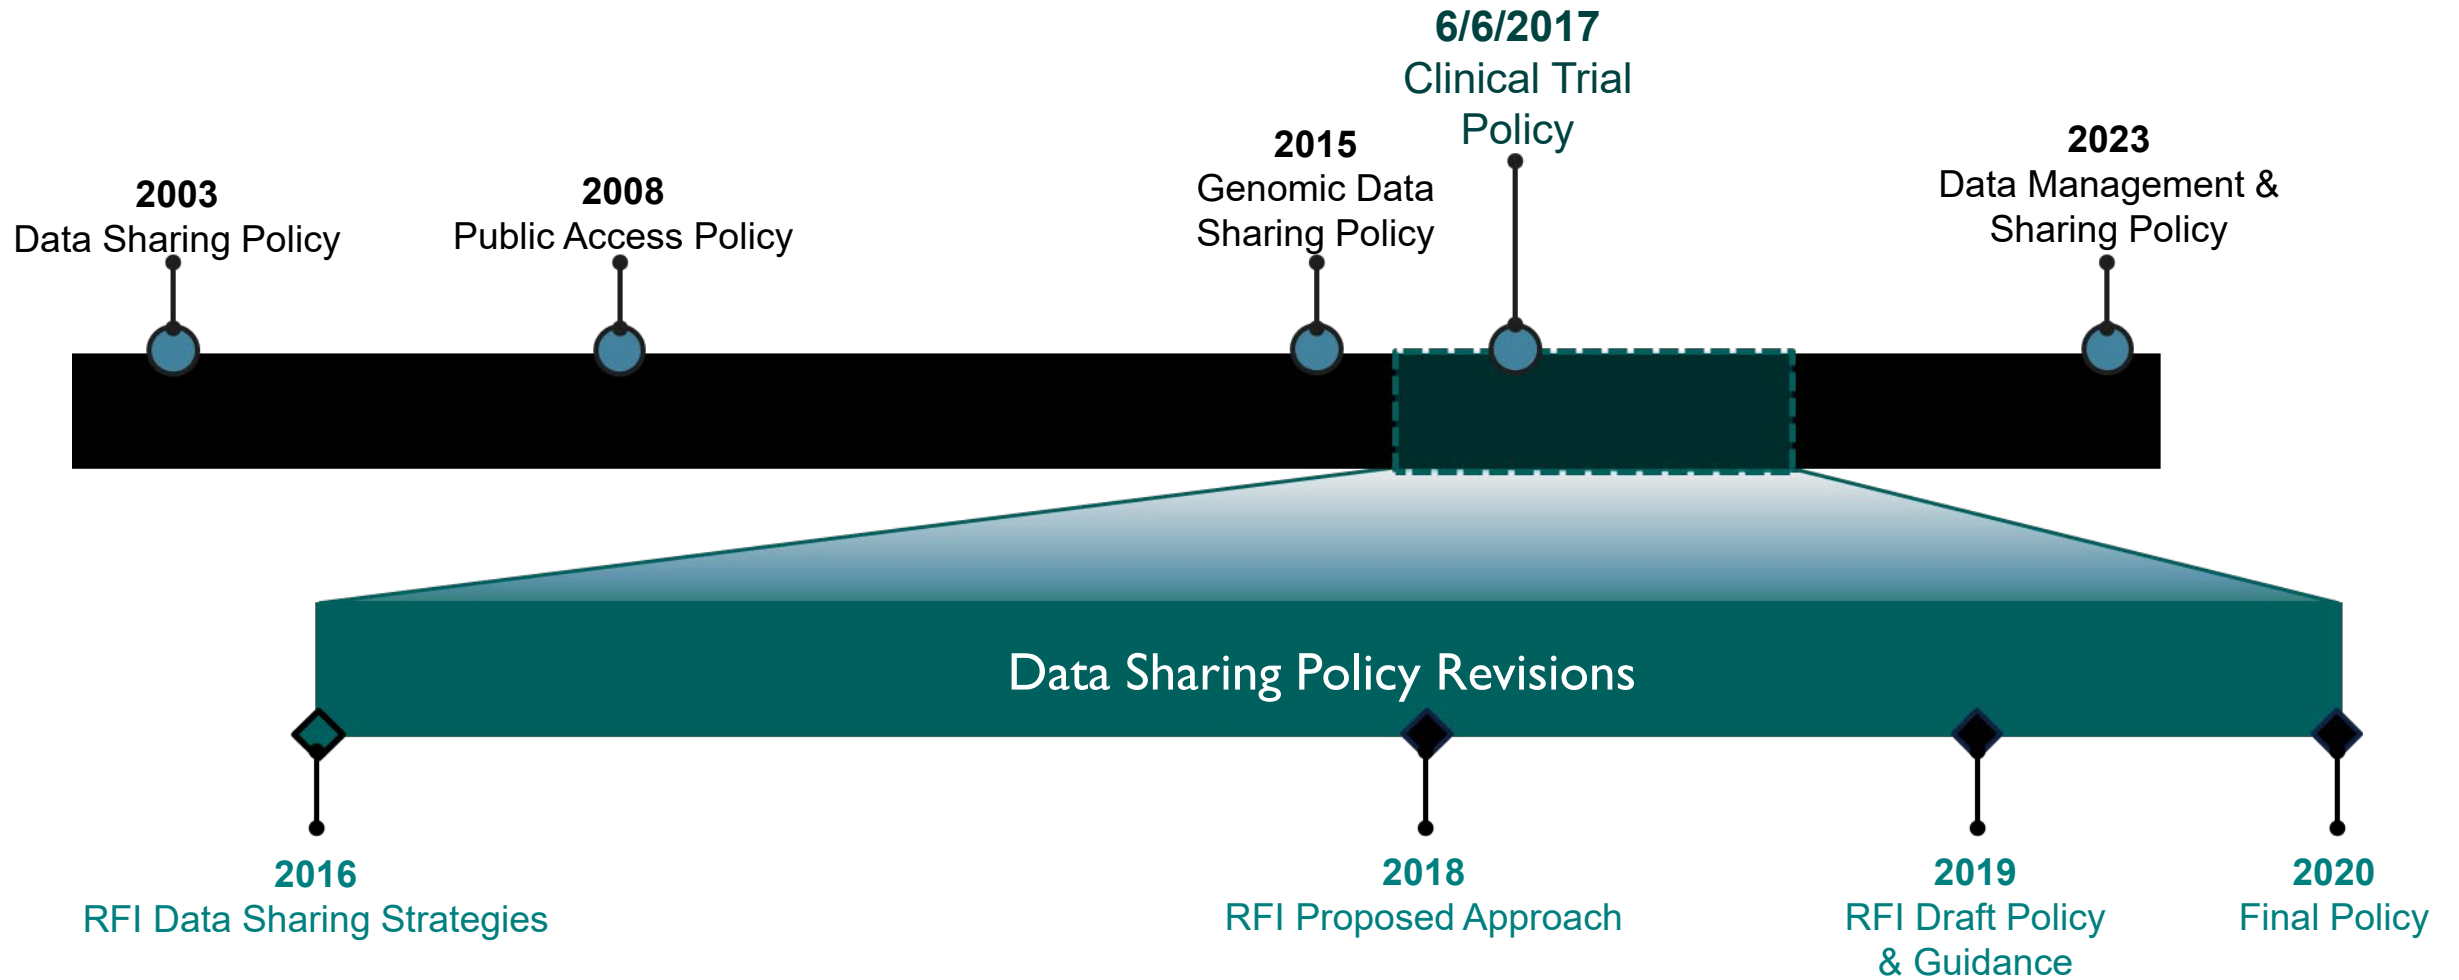 6/6/2017
Clinical Trial
Policy
2003
Data Sharing Policy
2008
Public Access Policy
2015
Genomic Data
Sharing Policy
2023
Data Management &
Sharing Policy
Data Sharing Policy Revisions
2016
RFI Data Sharing Strategies
2018
RFI Proposed Approach
2019
RFI Draft Policy
& Guidance
2020
Final Policy